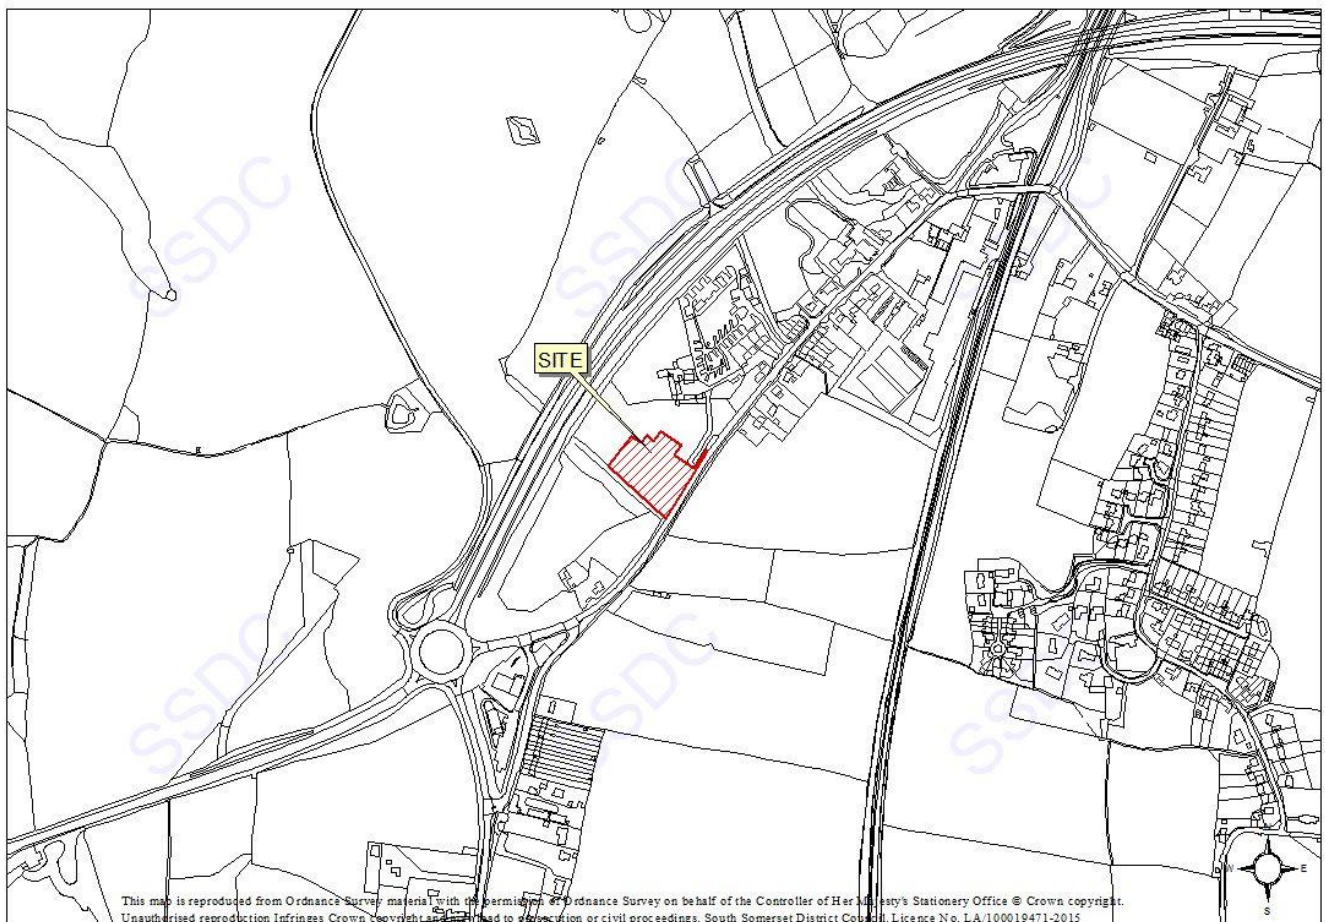 SSDC
SSDC
SSDC
SITE
SSDC
SSDC
SSDC
W
E
S
This map is reproduced from Ordnance Survey material with the permission of Ordnance Survey on behalf of the Controller of Her Majesty's Stationery Office © Crown copyright.
Unauthorised reproduction Infringes Crown copyright and may lead to prosecution or civil proceedings. South Somerset District Council, Licence No. LA/100019471-2015